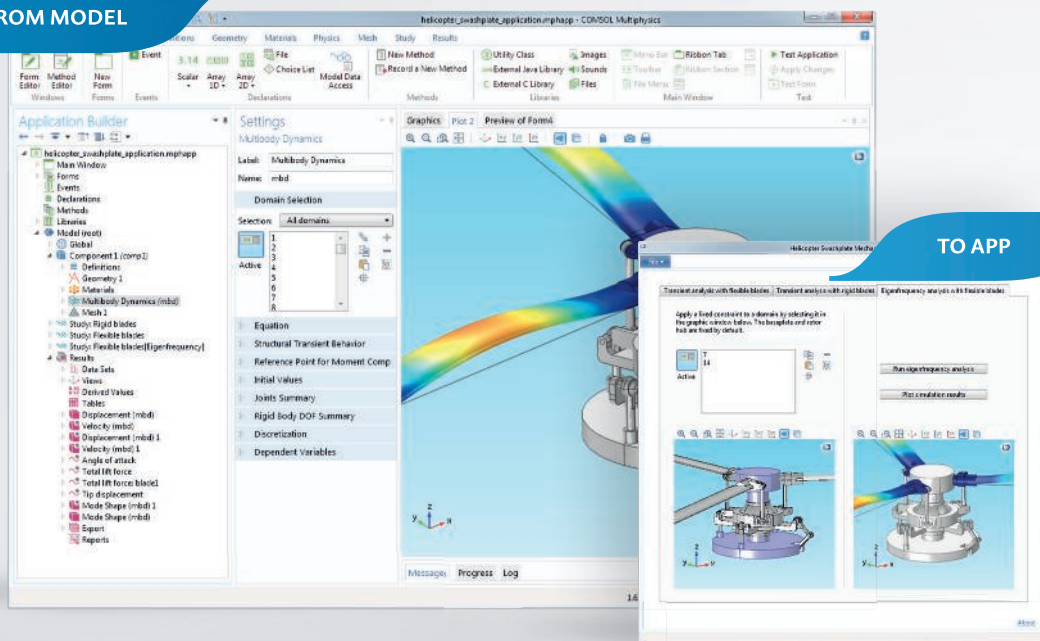 FROM MODEL
helicopter_swashplate_application.mphapp - COMSOL Multiphysics
Geometry Materials Physics Mesh Study Results
Form Editor
Method Editor
Windows
New Form
Forms
Event
Events
3.14
Scalar
Array 1D
Array 2D
File
Choice List
Model Data Access
Declarations
New Method
Record a New Method
Methods
Utility Class
External Java Library
External C Library
Images
Sounds
Files
Libraries
Menu Bar
Toolbar
File Menu
Ribbon Tab
Ribbon Section
Main Window
Test Application
Apply Changes
Test Form
Test
Application Builder
helicopter_swashplate_application.mphapp
Main Window
Forms
Events
Declarations
Methods
Libraries
Model (root)
Global
Component 1 (comp1)
Definitions
Geometry 1
Materials
Multibody Dynamics (mbd)
Mesh 1
Study: Rigid blades
Study: Flexible blades
Study: Flexible blades(Eigenfrequency)
Results
Data Sets
Views
Derived Values
Tables
Displacement (mbd)
Velocity (mbd)
Displacement (mbd) 1
Velocity (mbd) 1
Angle of attack
Total lift force
Total lift force: blade1
Tip displacement
Mode Shape (mbd) 1
Mode Shape (mbd)
Export
Reports
Settings
Multibody Dynamics
Label: Multibody Dynamics
Name: mbd
Domain Selection
Selection: All domains
Active
1
2
3
4
5
6
7
8
Equation
Structural Transient Behavior
Reference Point for Moment Comp
Initial Values
Joints Summary
Rigid Body DOF Summary
Discretization
Dependent Variables
Graphics Plot 2 Preview of Form4
z
y x
Messages Progress Log
TO APP
Helicopter Swashplate Mecha
Transient analysis with flexible blades Transient analysis with rigid blades Eigenfrequency analysis with flexible blades
Apply a fixed constraint to a domain by selecting it in
the graphic window below. The baseplate and rotor
hub are fixed by default.
Active
7
14
Run eigenfrequency analysis
Plot simulation results
z
y x
z
y x
About